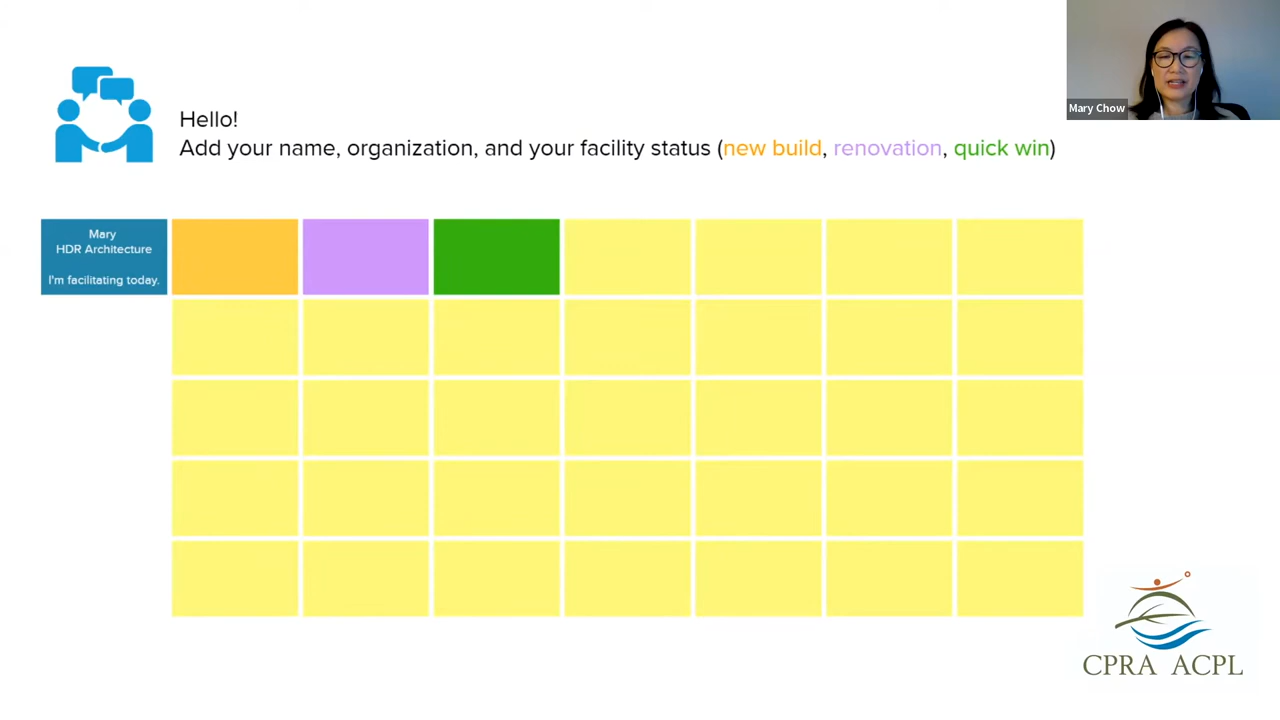 Hello!
Add your name, organization, and your facility status (new build, renovation, quick win)
Mary Chow
Mary
HDR Architecture
I'm facilitating today.
CPRA ACPL